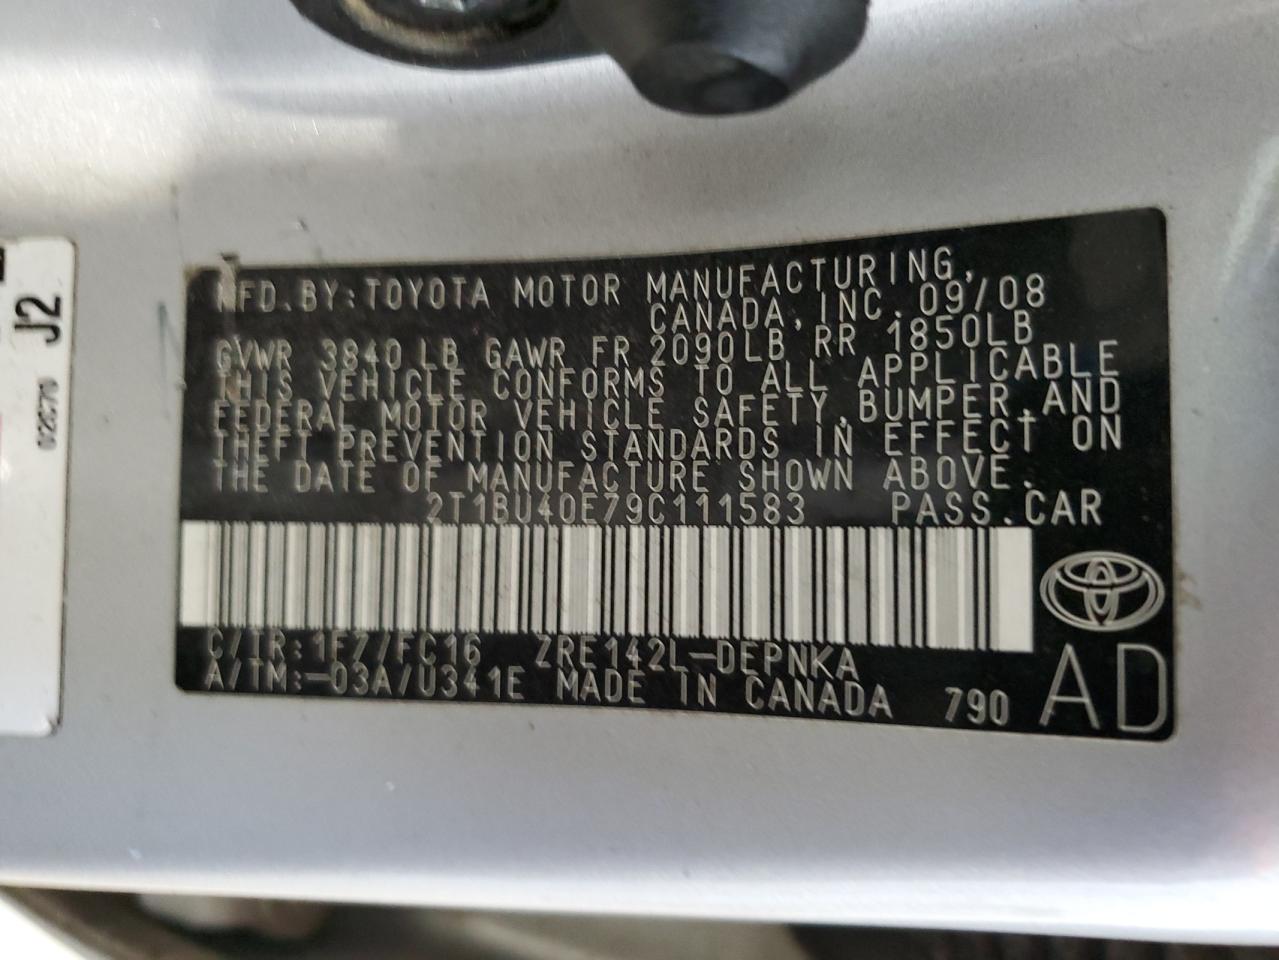 MFD.BY:TOYOTA MOTOR MANUFACTURING,
CANADA, INC. 09/08
GVWR 3840 LB GAWR FR 2090LB RR 1850LB
THIS VEHICLE CONFORMS TO ALL APPLICABLE
FEDERAL MOTOR VEHICLE SAFETY, BUMPER, AND
THEFT PREVENTION STANDARDS IN EFFECT ON
THE DATE OF MANUFACTURE SHOWN ABOVE.
2T1BU40E79C111583 PASS.CAR
C/TR:1F7/FC16 ZRE142L-DEPNKA
A/TM:-03A/U341E MADE IN CANADA 790 AD
J2